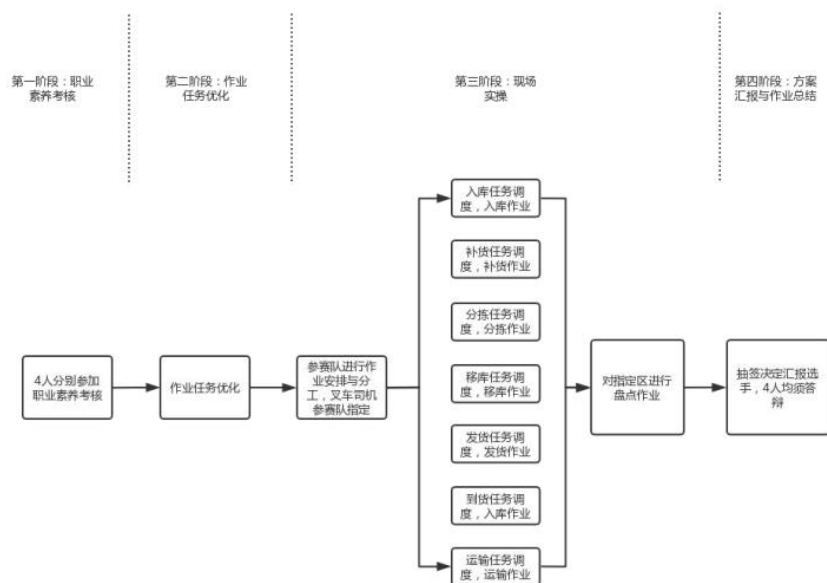 第一阶段：职业
素养考核
第二阶段：作业
任务优化
第三阶段：现场
实操
第四阶段：方案
汇报与作业总结
4人分别参加
职业素养考核
作业任务优化
参赛队进行作
业安排与分
工，叉车司机
参赛队指定
入库任务调
度，入库作业
补货任务调
度，补货作业
分拣任务调
度，分拣作业
移库任务调
度，移库作业
发货任务调
度，发货作业
到货任务调
度，入库作业
运输任务调
度，运输作业
对指定区进行
盘点作业
抽签决定汇报选
手，4人均须答
辩